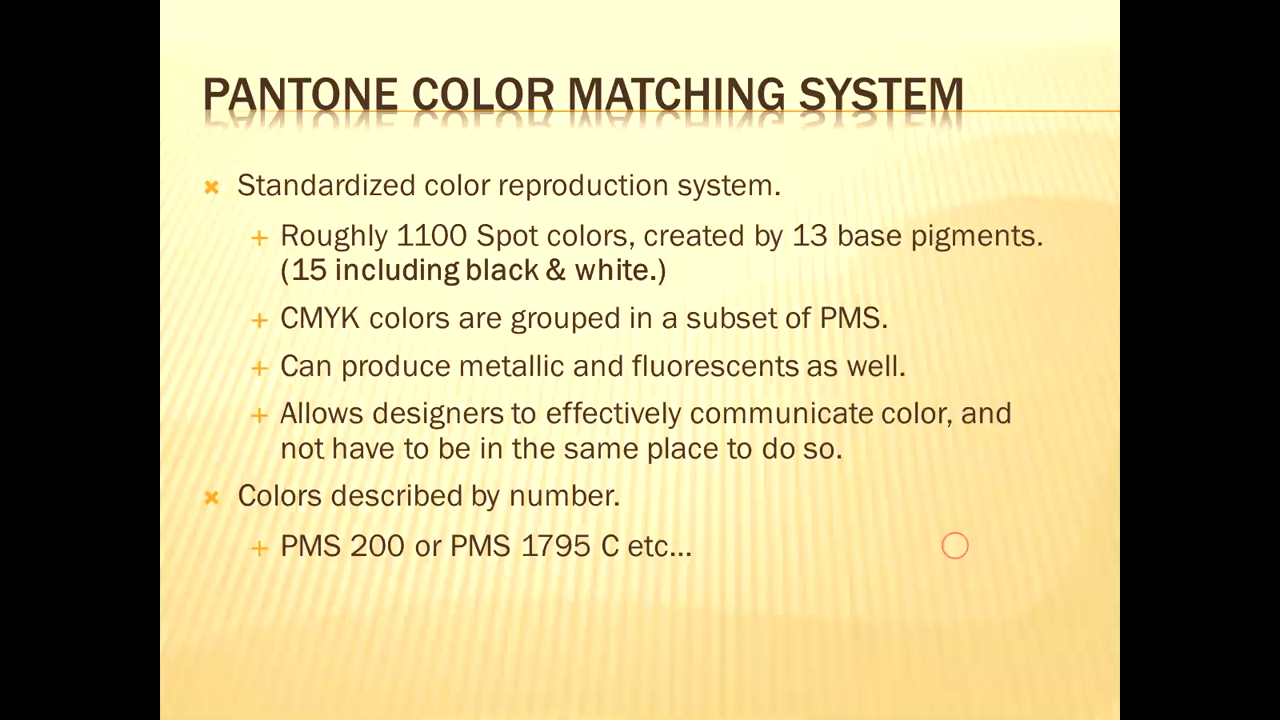 PANTONE COLOR MATCHING SYSTEM
Standardized color reproduction system.
Roughly 1100 Spot colors, created by 13 base pigments.
(15 including black & white.)
CMYK colors are grouped in a subset of PMS.
Can produce metallic and fluorescents as well.
Allows designers to effectively communicate color, and
not have to be in the same place to do so.
Colors described by number.
PMS 200 or PMS 1795 C etc...